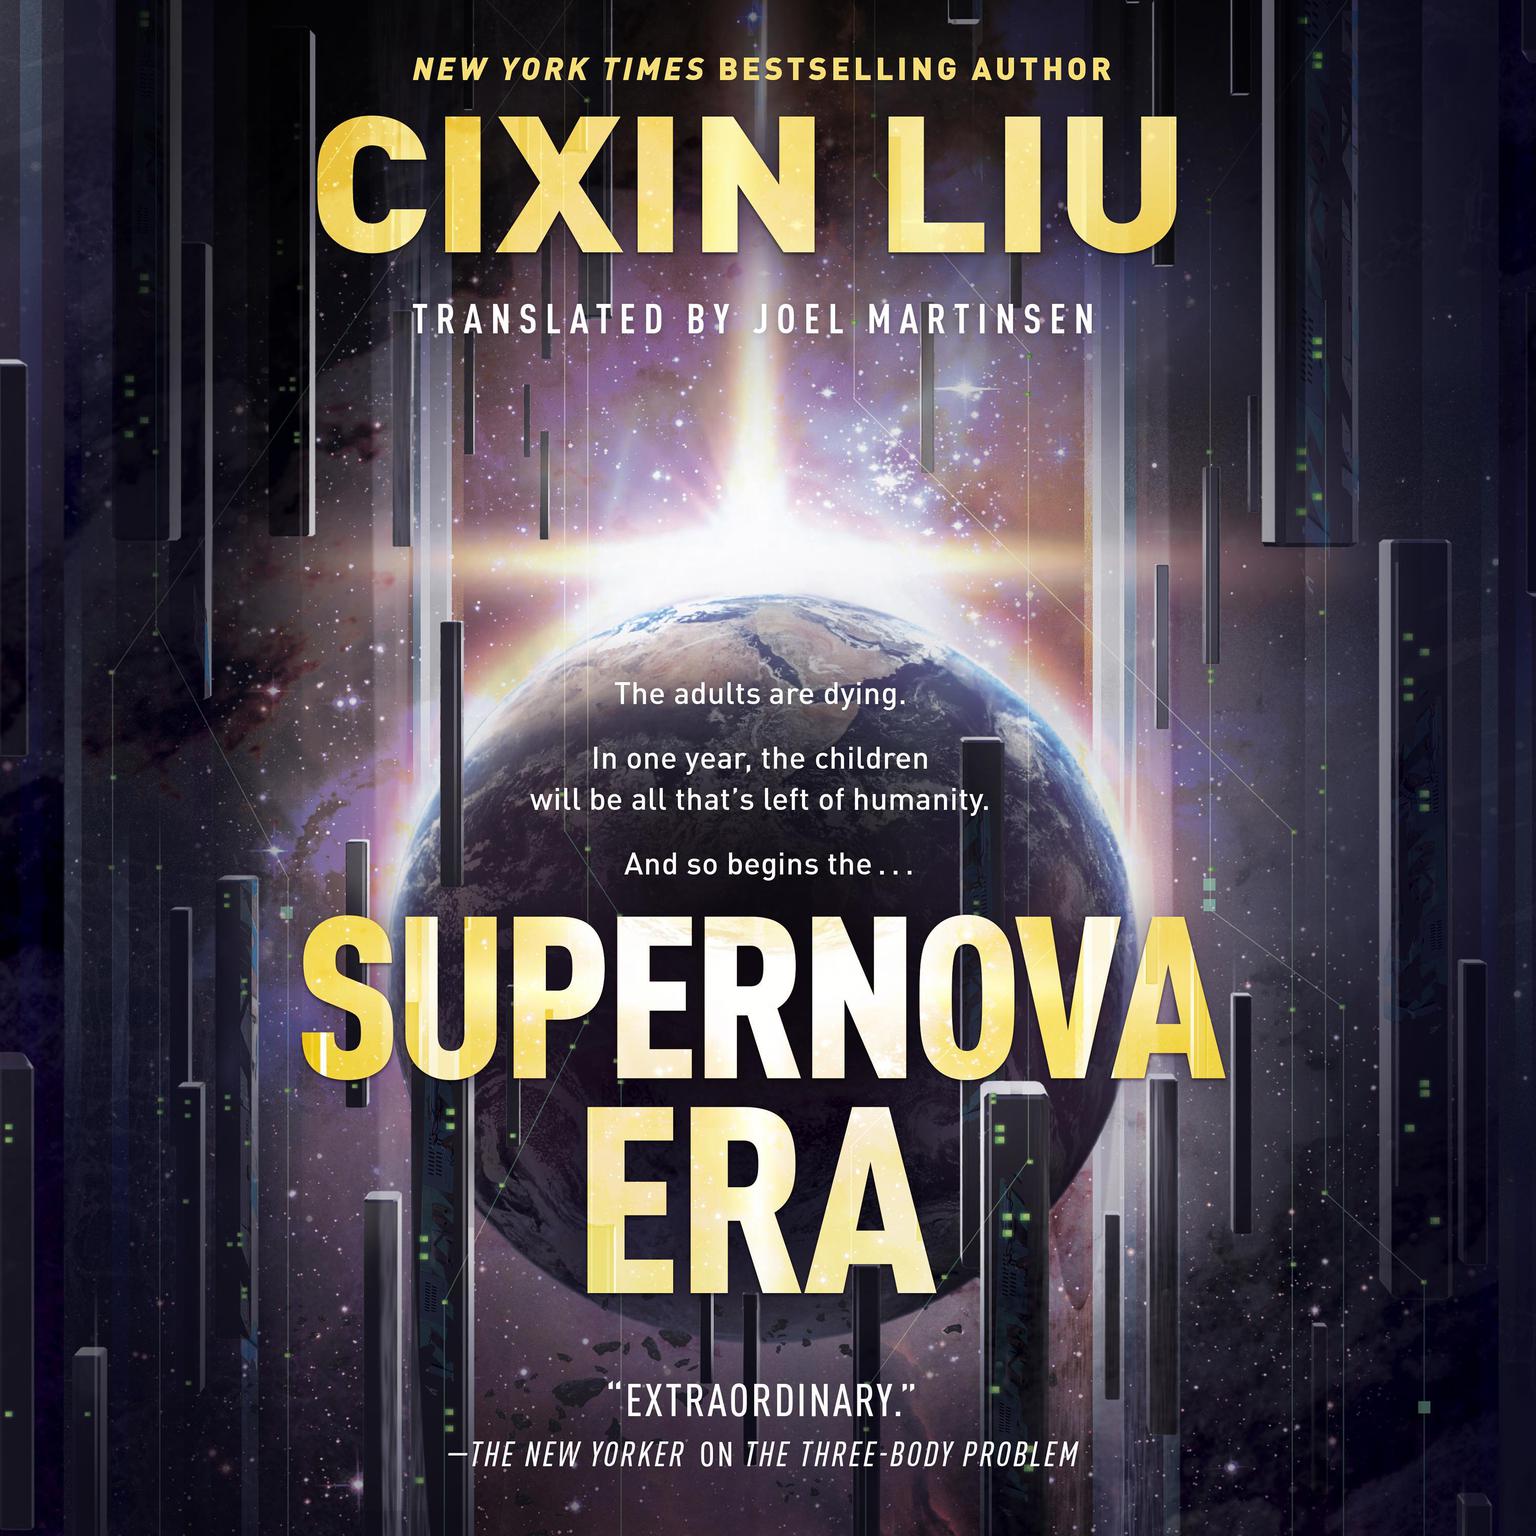 NEW YORK TIMES BESTSELLING AUTHOR
CIXIN LIU
TRANSLATED BY JOEL MARTINSEN
The adults are dying.
In one year, the children
will be all that’s left of humanity.
And so begins the . . .
SUPERNOVA
ERA
“EXTRAORDINARY.”
—THE NEW YORKER ON THE THREE-BODY PROBLEM